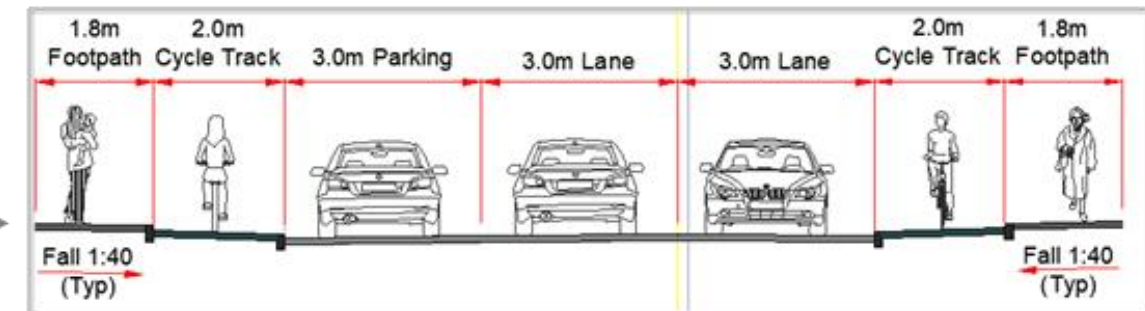 1.8m
Footpath
2.0m
Cycle Track
3.0m Parking
3.0m Lane
3.0m Lane
2.0m
Cycle Track
1.8m
Footpath
Fall 1:40
(Typ)
Fall 1:40
(Typ)